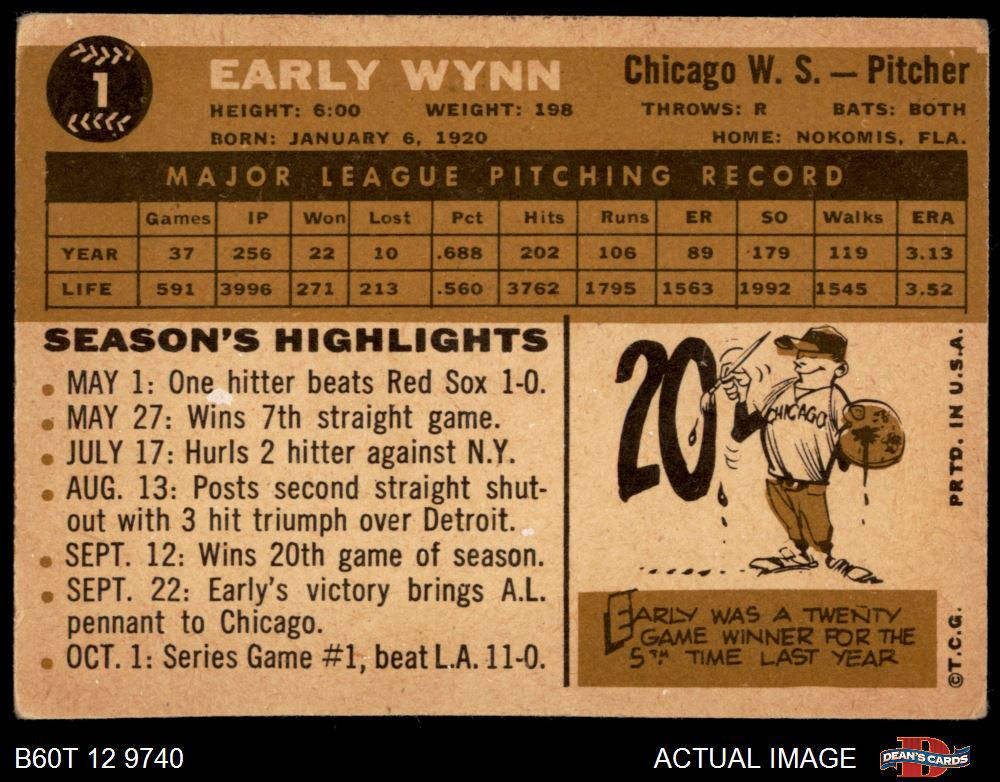 1
EARLY WYNN
Chicago W. S. — Pitcher
HEIGHT: 6:00 WEIGHT: 198 THROWS: R BATS: BOTH
BORN: JANUARY 6, 1920 HOME: NOKOMIS, FLA.
MAJOR LEAGUE PITCHING RECORD
Games IP Won Lost Pct Hits Runs ER SO Walks ERA
YEAR 37 256 22 10 .688 202 106 89 179 119 3.13
LIFE 591 3996 271 213 .560 3762 1795 1563 1992 1545 3.52
SEASON'S HIGHLIGHTS
• MAY 1: One hitter beats Red Sox 1-0.
• MAY 27: Wins 7th straight game.
• JULY 17: Hurls 2 hitter against N.Y.
• AUG. 13: Posts second straight shut-
out with 3 hit triumph over Detroit.
• SEPT. 12: Wins 20th game of season.
• SEPT. 22: Early's victory brings A.L.
pennant to Chicago.
• OCT. 1: Series Game #1, beat L.A. 11-0.
20
CHICAGO
EARLY WAS A TWENTY
GAME WINNER FOR THE
5TH TIME LAST YEAR
PRTD. IN U.S.A.
©T.C.G.
B60T 12 9740
ACTUAL IMAGE
D
DEAN'S CARDS